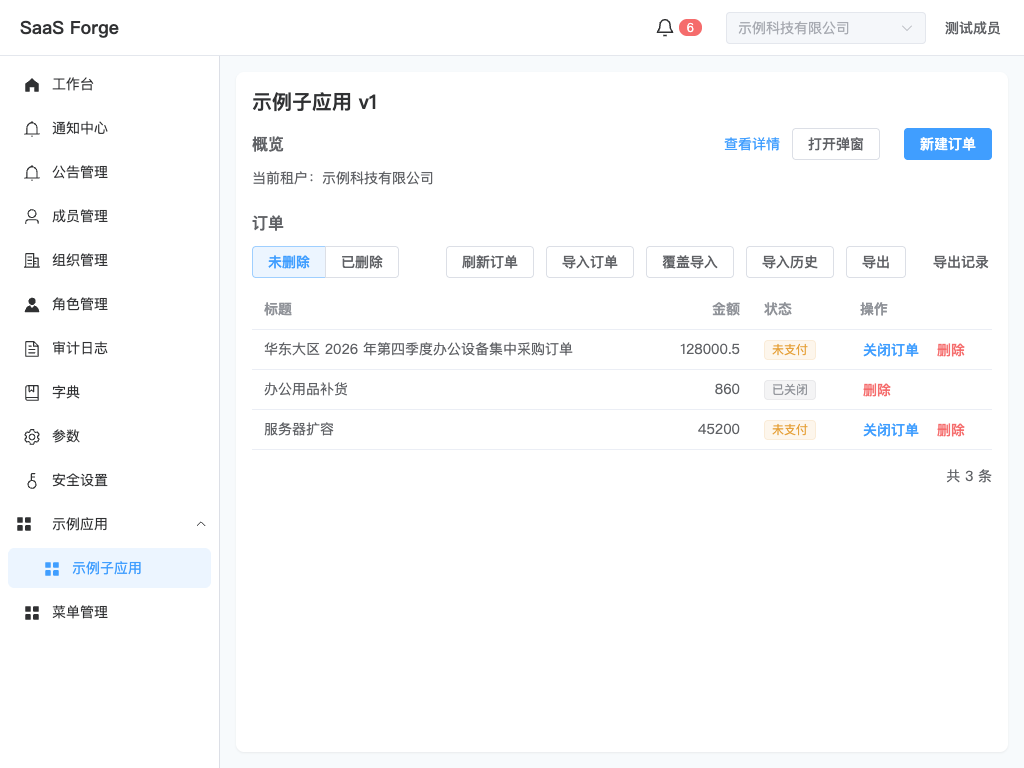 SaaS Forge
6
示例科技有限公司
测试成员
工作台
通知中心
公告管理
成员管理
组织管理
角色管理
审计日志
字典
参数
安全设置
示例应用
示例子应用
菜单管理
示例子应用 v1
概览
查看详情
打开弹窗
新建订单
当前租户：示例科技有限公司
订单
未删除 已删除 刷新订单 导入订单 覆盖导入 导入历史 导出 导出记录
标题 金额 状态 操作
华东大区 2026 年第四季度办公设备集中采购订单 128000.5 未支付 关闭订单 删除
办公用品补货 860 已关闭 删除
服务器扩容 45200 未支付 关闭订单 删除
共 3 条